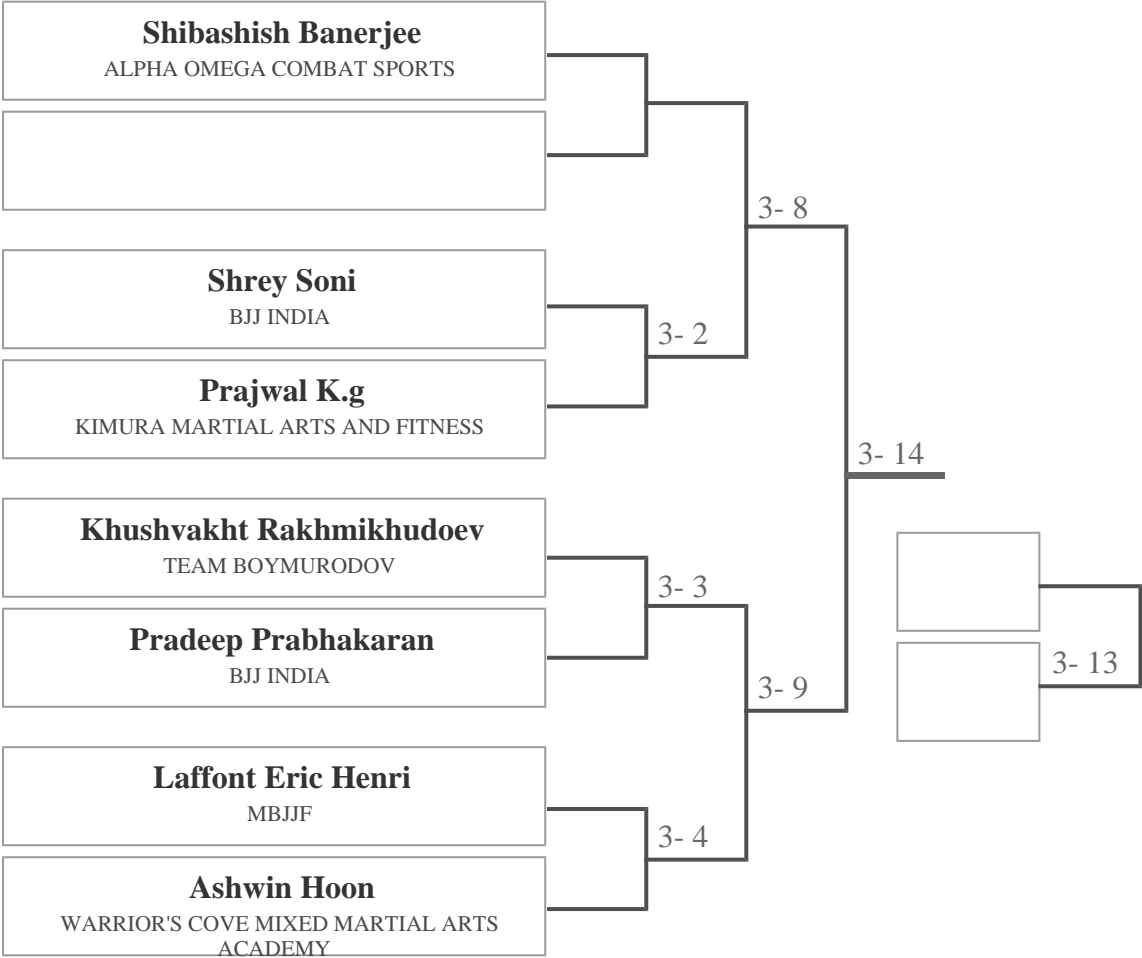 Shibashish Banerjee
ALPHA OMEGA COMBAT SPORTS
3- 8
Shrey Soni
BJJ INDIA
3- 2
Prajwal K.g
KIMURA MARTIAL ARTS AND FITNESS
3- 14
Khushvakht Rakhmikhudoev
TEAM BOYMURODOV
3- 3
Pradeep Prabhakaran
BJJ INDIA
3- 9
3- 13
Laffont Eric Henri
MBJJF
3- 4
Ashwin Hoon
WARRIOR'S COVE MIXED MARTIAL ARTS
ACADEMY